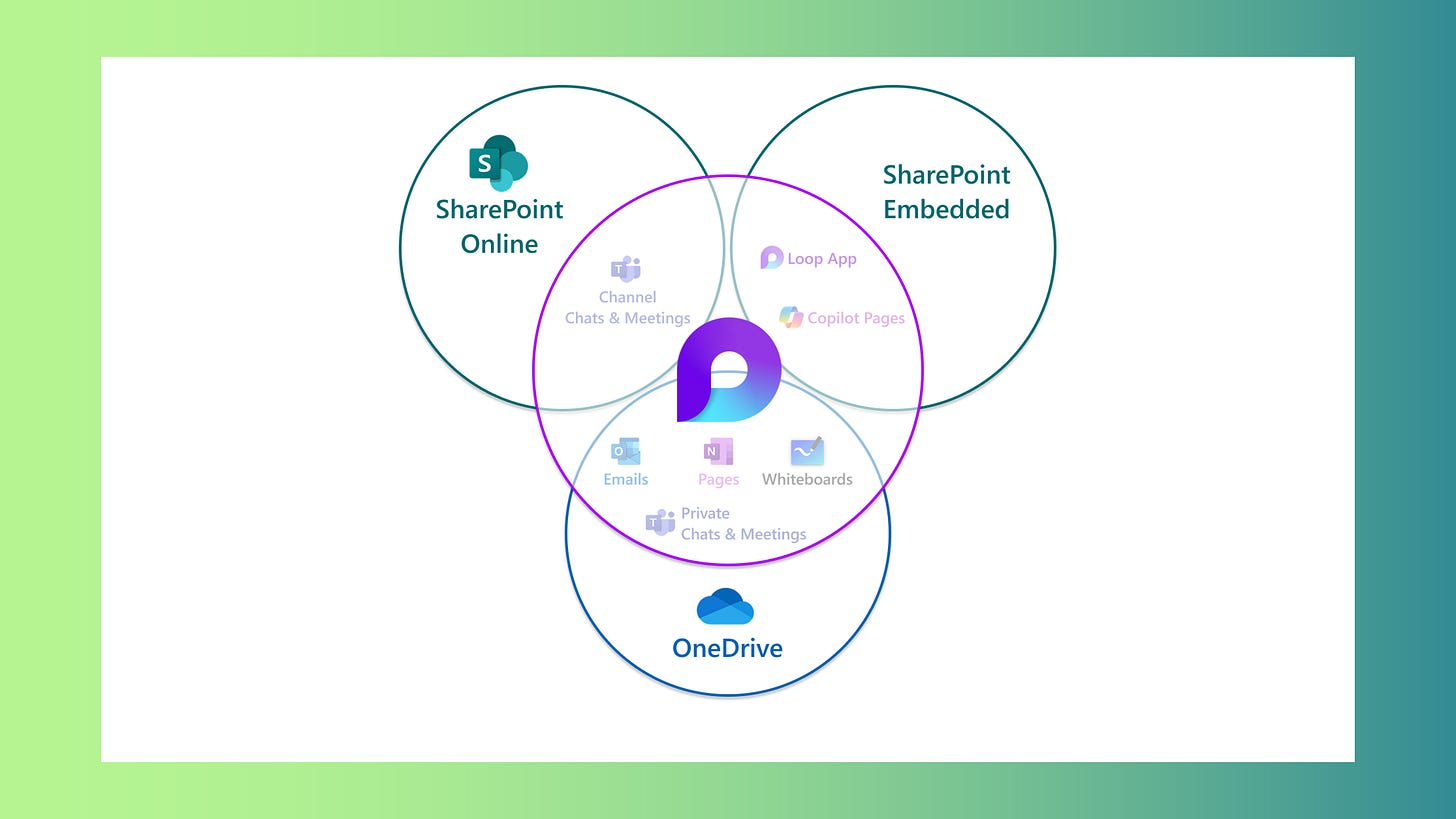 S
SharePoint
Online
SharePoint
Embedded
Loop App
T
Channel
Chats & Meetings
Copilot Pages
O
Emails
N
Pages
Whiteboards
T
Private
Chats & Meetings
OneDrive